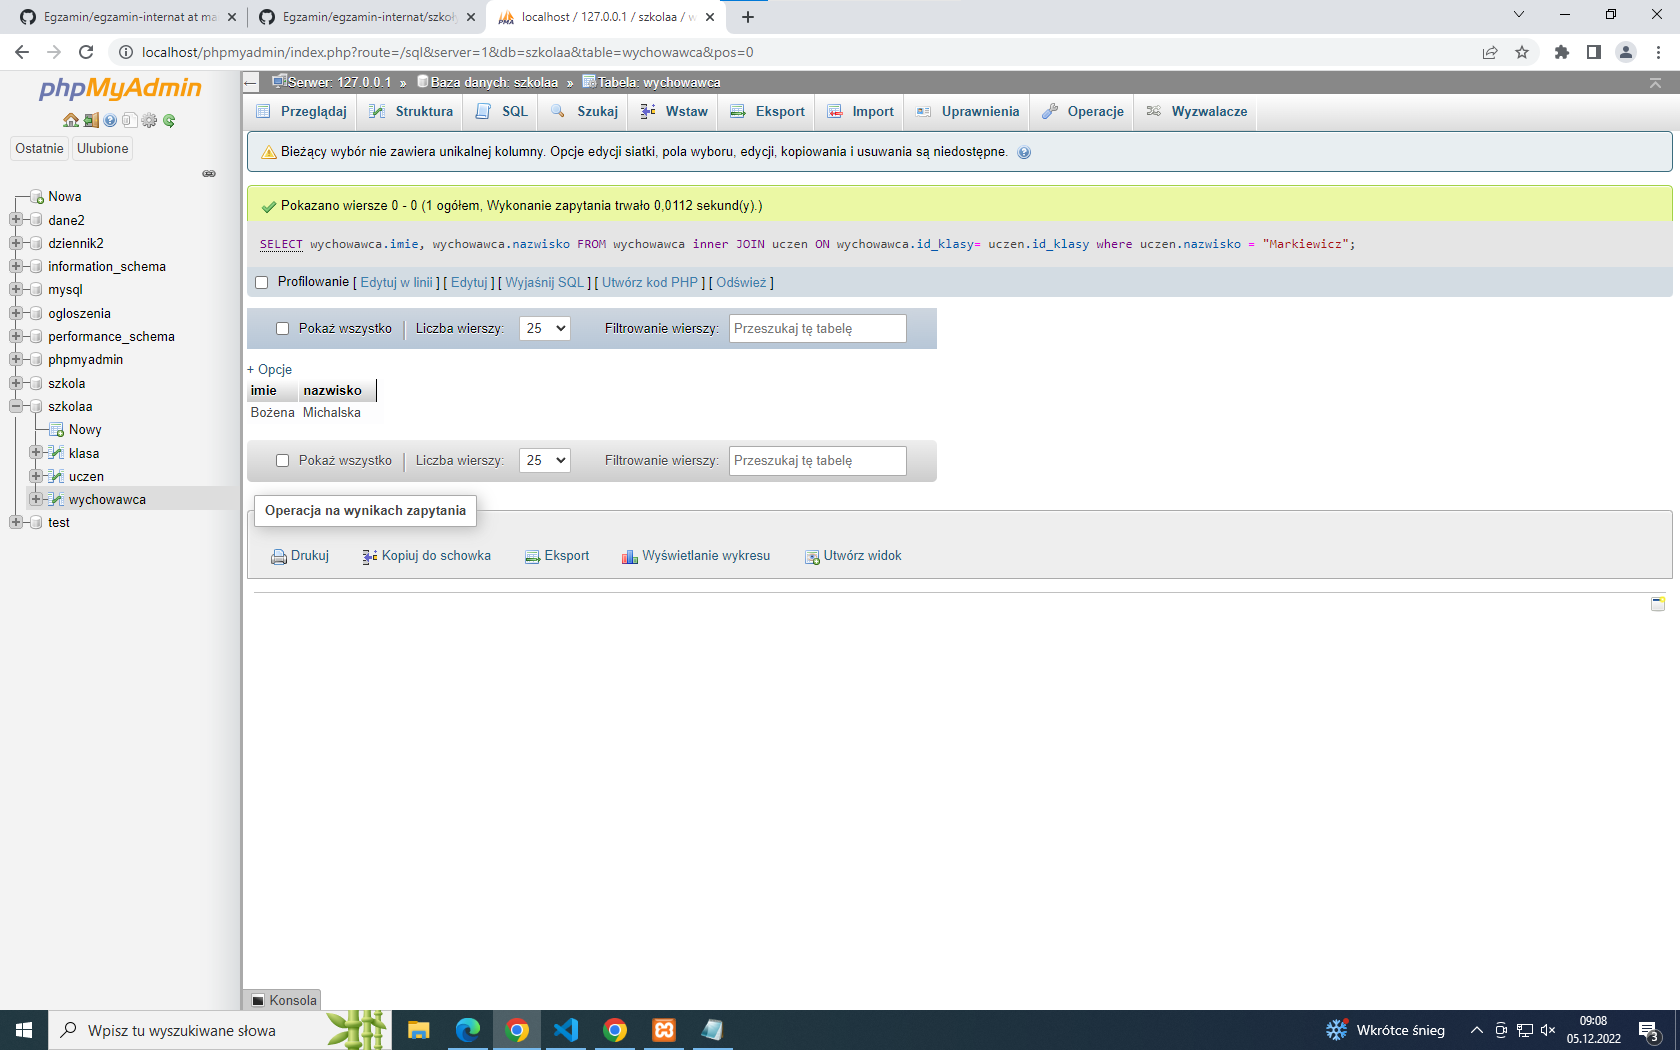 Egzamin/egzamin-internat at ma
Egzamin/egzamin-internat/szkoł
localhost / 127.0.0.1 / szkolaa / w
localhost/phpmyadmin/index.php?route=/sql&server=1&db=szkolaa&table=wychowawca&pos=0
phpMyAdmin
Ostatnie
Ulubione
Nowa
dane2
dziennik2
information_schema
mysql
ogloszenia
performance_schema
phpmyadmin
szkola
szkolaa
Nowy
klasa
uczen
wychowawca
test
Serwer: 127.0.0.1 » Baza danych: szkolaa » Tabela: wychowawca
Przeglądaj Struktura SQL Szukaj Wstaw Eksport Import Uprawnienia Operacje Wyzwalacze
Bieżący wybór nie zawiera unikalnej kolumny. Opcje edycji siatki, pola wyboru, edycji, kopiowania i usuwania są niedostępne.
Pokazano wiersze 0 - 0 (1 ogółem, Wykonanie zapytania trwało 0,0112 sekund(y).)
SELECT wychowawca.imie, wychowawca.nazwisko FROM wychowawca inner JOIN uczen ON wychowawca.id_klasy= uczen.id_klasy where uczen.nazwisko = "Markiewicz";
Profilowanie [ Edytuj w linii ] [ Edytuj ] [ Wyjaśnij SQL ] [ Utwórz kod PHP ] [ Odśwież ]
Pokaż wszystko Liczba wierszy: 25 Filtrowanie wierszy: Przeszukaj tę tabelę
+ Opcje
imie nazwisko
Bożena Michalska
Pokaż wszystko Liczba wierszy: 25 Filtrowanie wierszy: Przeszukaj tę tabelę
Operacja na wynikach zapytania
Drukuj Kopiuj do schowka Eksport Wyświetlanie wykresu Utwórz widok
Konsola
Wpisz tu wyszukiwane słowa
Wkrótce śnieg
09:08
05.12.2022
3